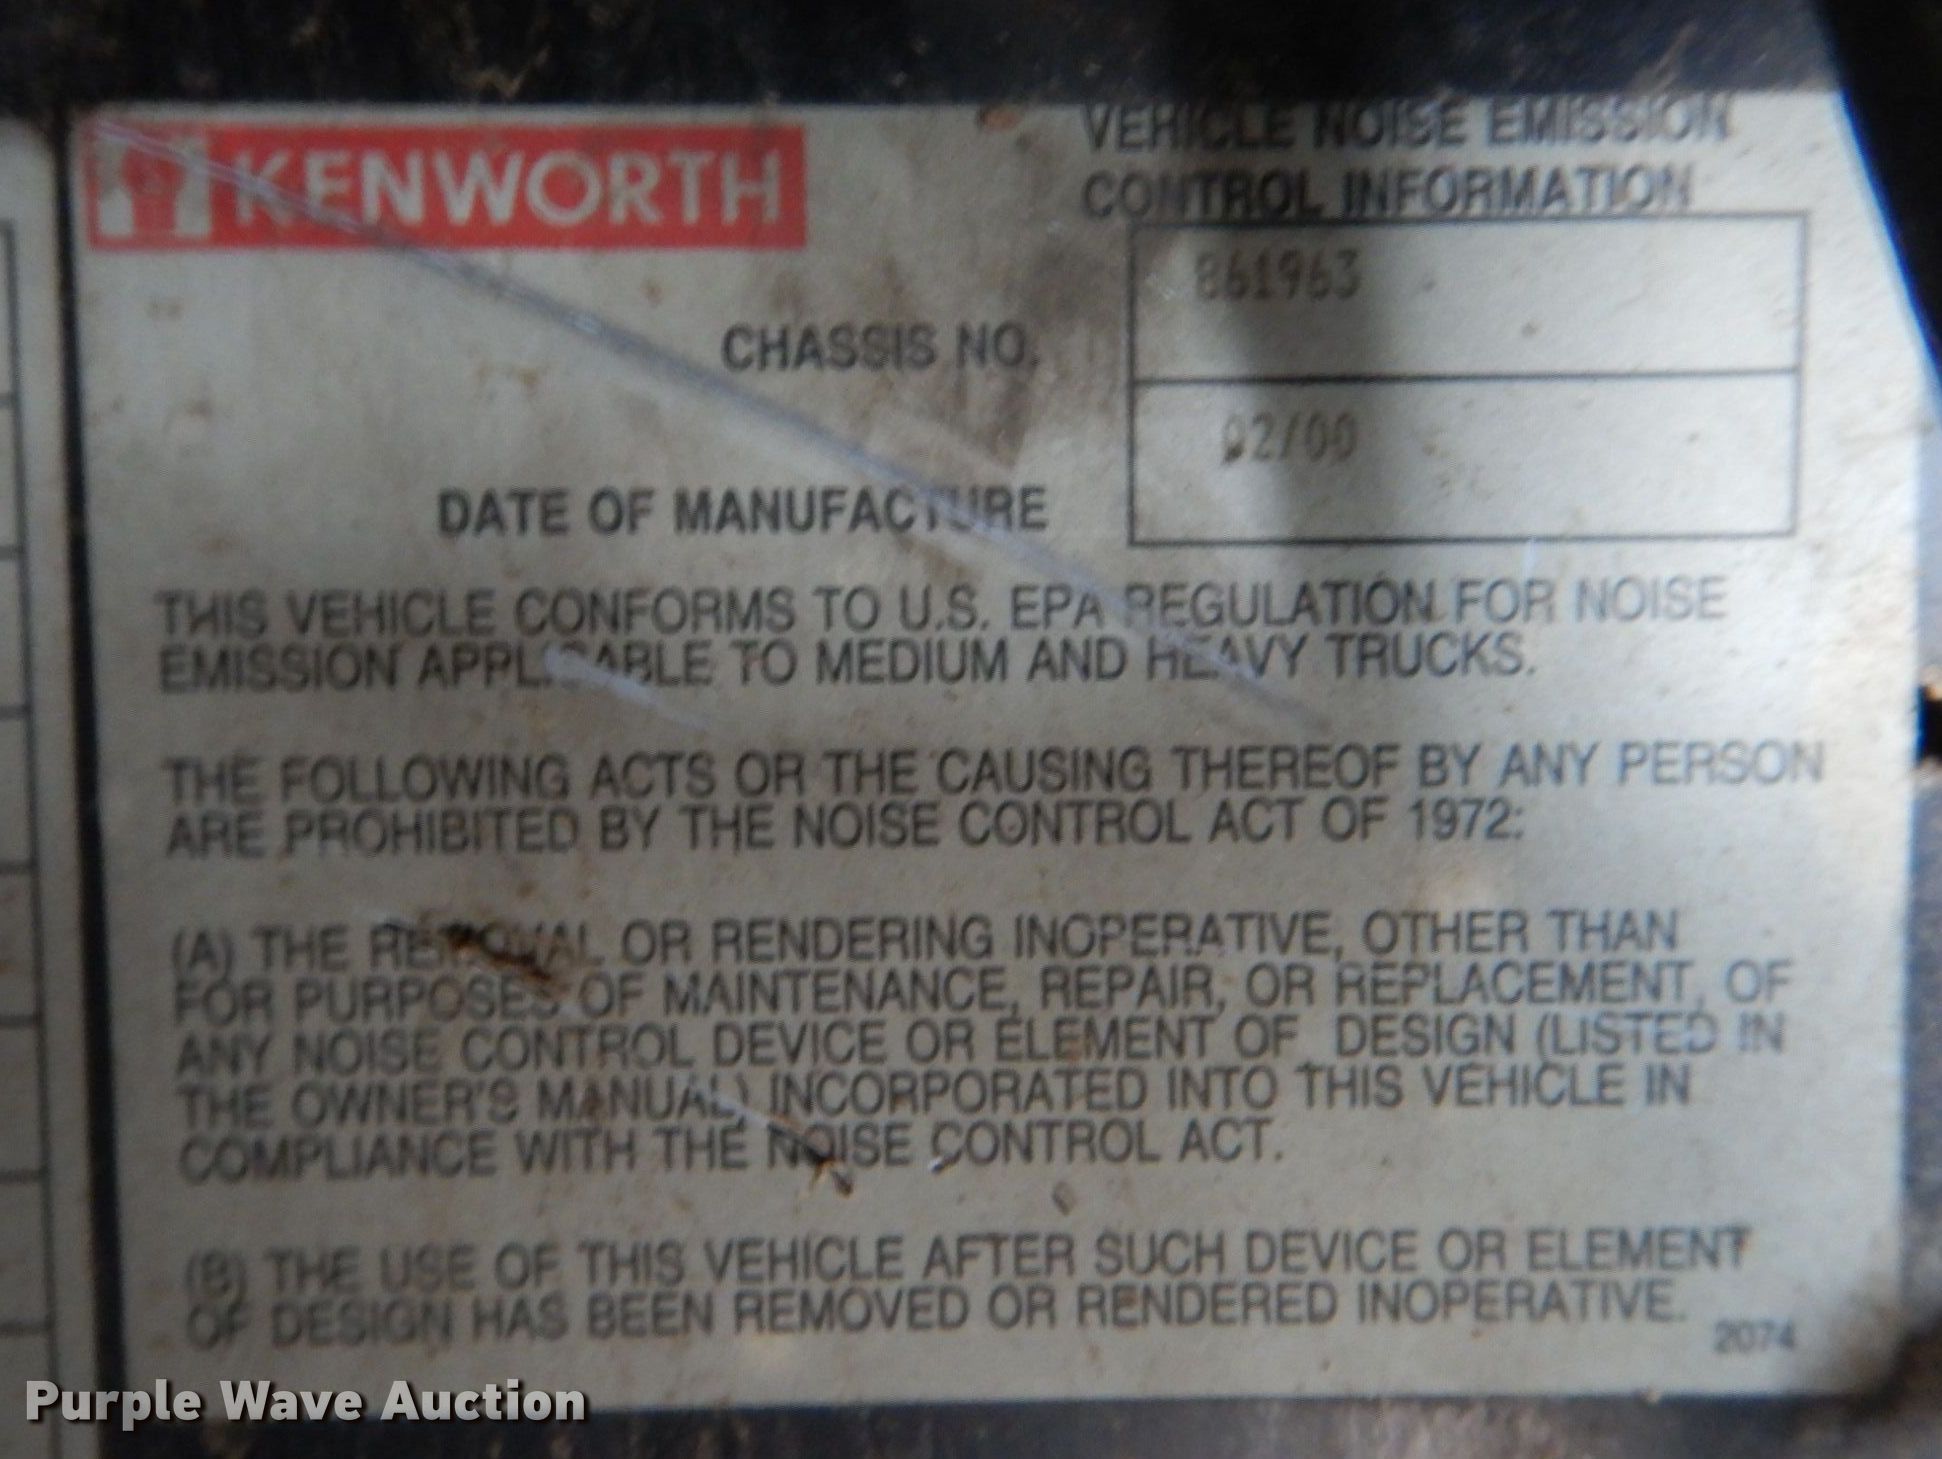 KENWORTH
VEHICLE NOISE EMISSION
CONTROL INFORMATION
CHASSIS NO.
861963
DATE OF MANUFACTURE
02/00
THIS VEHICLE CONFORMS TO U.S. EPA REGULATION FOR NOISE
EMISSION APPLICABLE TO MEDIUM AND HEAVY TRUCKS.
THE FOLLOWING ACTS OR THE CAUSING THEREOF BY ANY PERSON
ARE PROHIBITED BY THE NOISE CONTROL ACT OF 1972:
(A) THE REMOVAL OR RENDERING INOPERATIVE, OTHER THAN
FOR PURPOSES OF MAINTENANCE, REPAIR, OR REPLACEMENT, OF
ANY NOISE CONTROL DEVICE OR ELEMENT OF DESIGN (LISTED IN
THE OWNER'S MANUAL) INCORPORATED INTO THIS VEHICLE IN
COMPLIANCE WITH THE NOISE CONTROL ACT.
(B) THE USE OF THIS VEHICLE AFTER SUCH DEVICE OR ELEMENT
OF DESIGN HAS BEEN REMOVED OR RENDERED INOPERATIVE.
2074
Purple Wave Auction